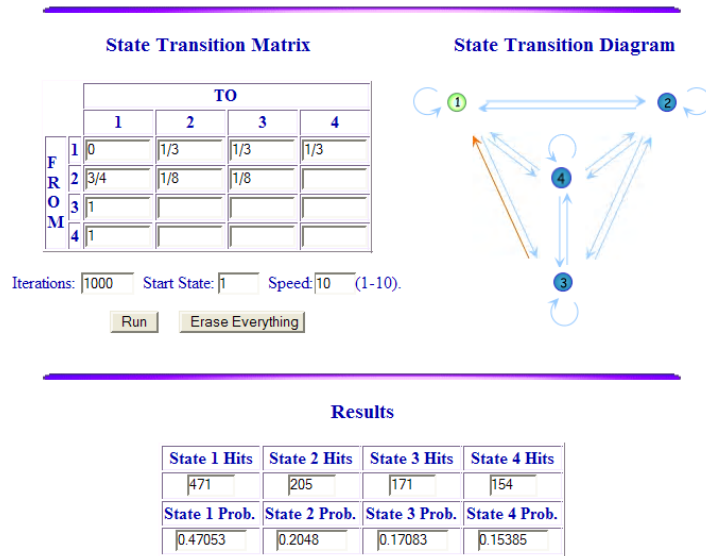 State Transition Matrix
State Transition Diagram
TO
1 2 3 4
FROM
1 0 1/3 1/3 1/3
2 3/4 1/8 1/8
3 1
4 1
Iterations: 1000 Start State: 1 Speed: 10 (1-10).
Run Erase Everything
1
2
4
3
Results
State 1 Hits State 2 Hits State 3 Hits State 4 Hits
471 205 171 154
State 1 Prob. State 2 Prob. State 3 Prob. State 4 Prob.
0.47053 0.2048 0.17083 0.15385